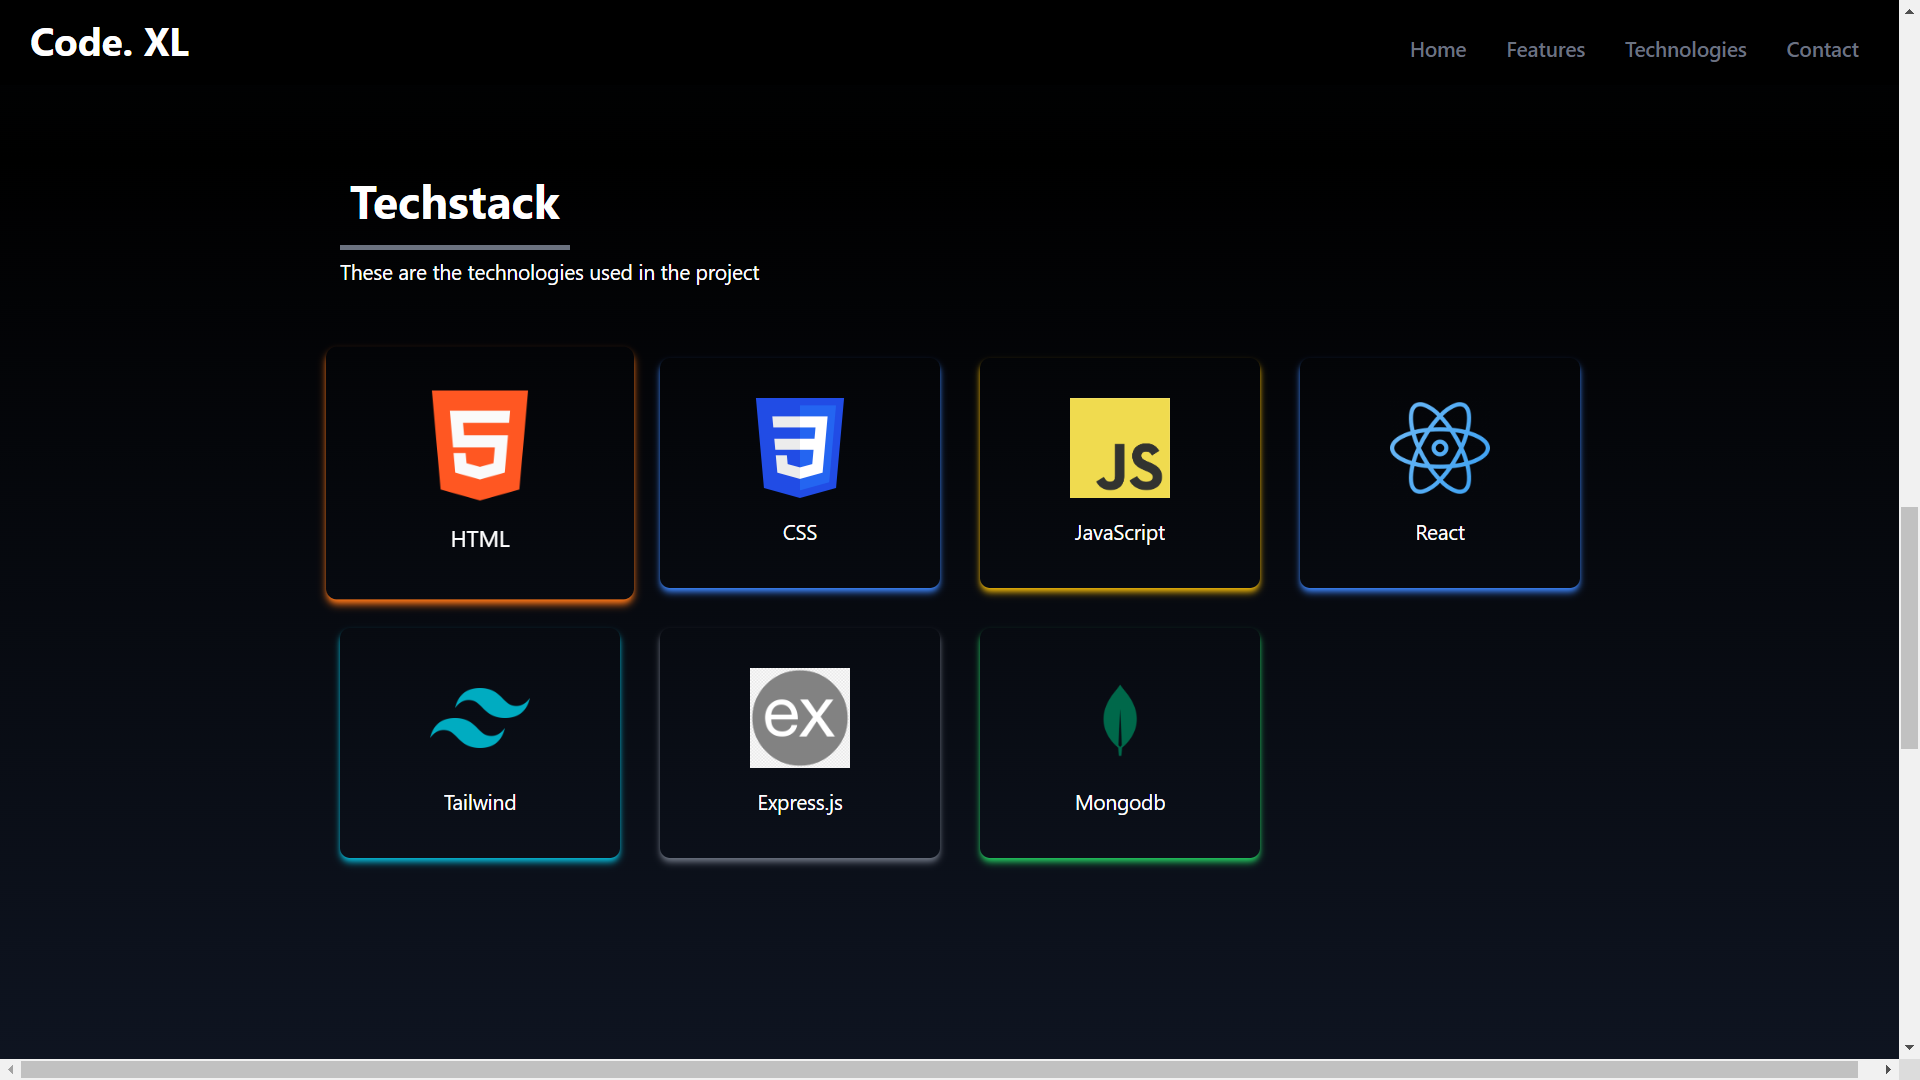 Code. XL
Home Features Technologies Contact
Techstack
These are the technologies used in the project
5
3
JS
HTML
CSS
JavaScript
React
ex
Tailwind
Express.js
Mongodb